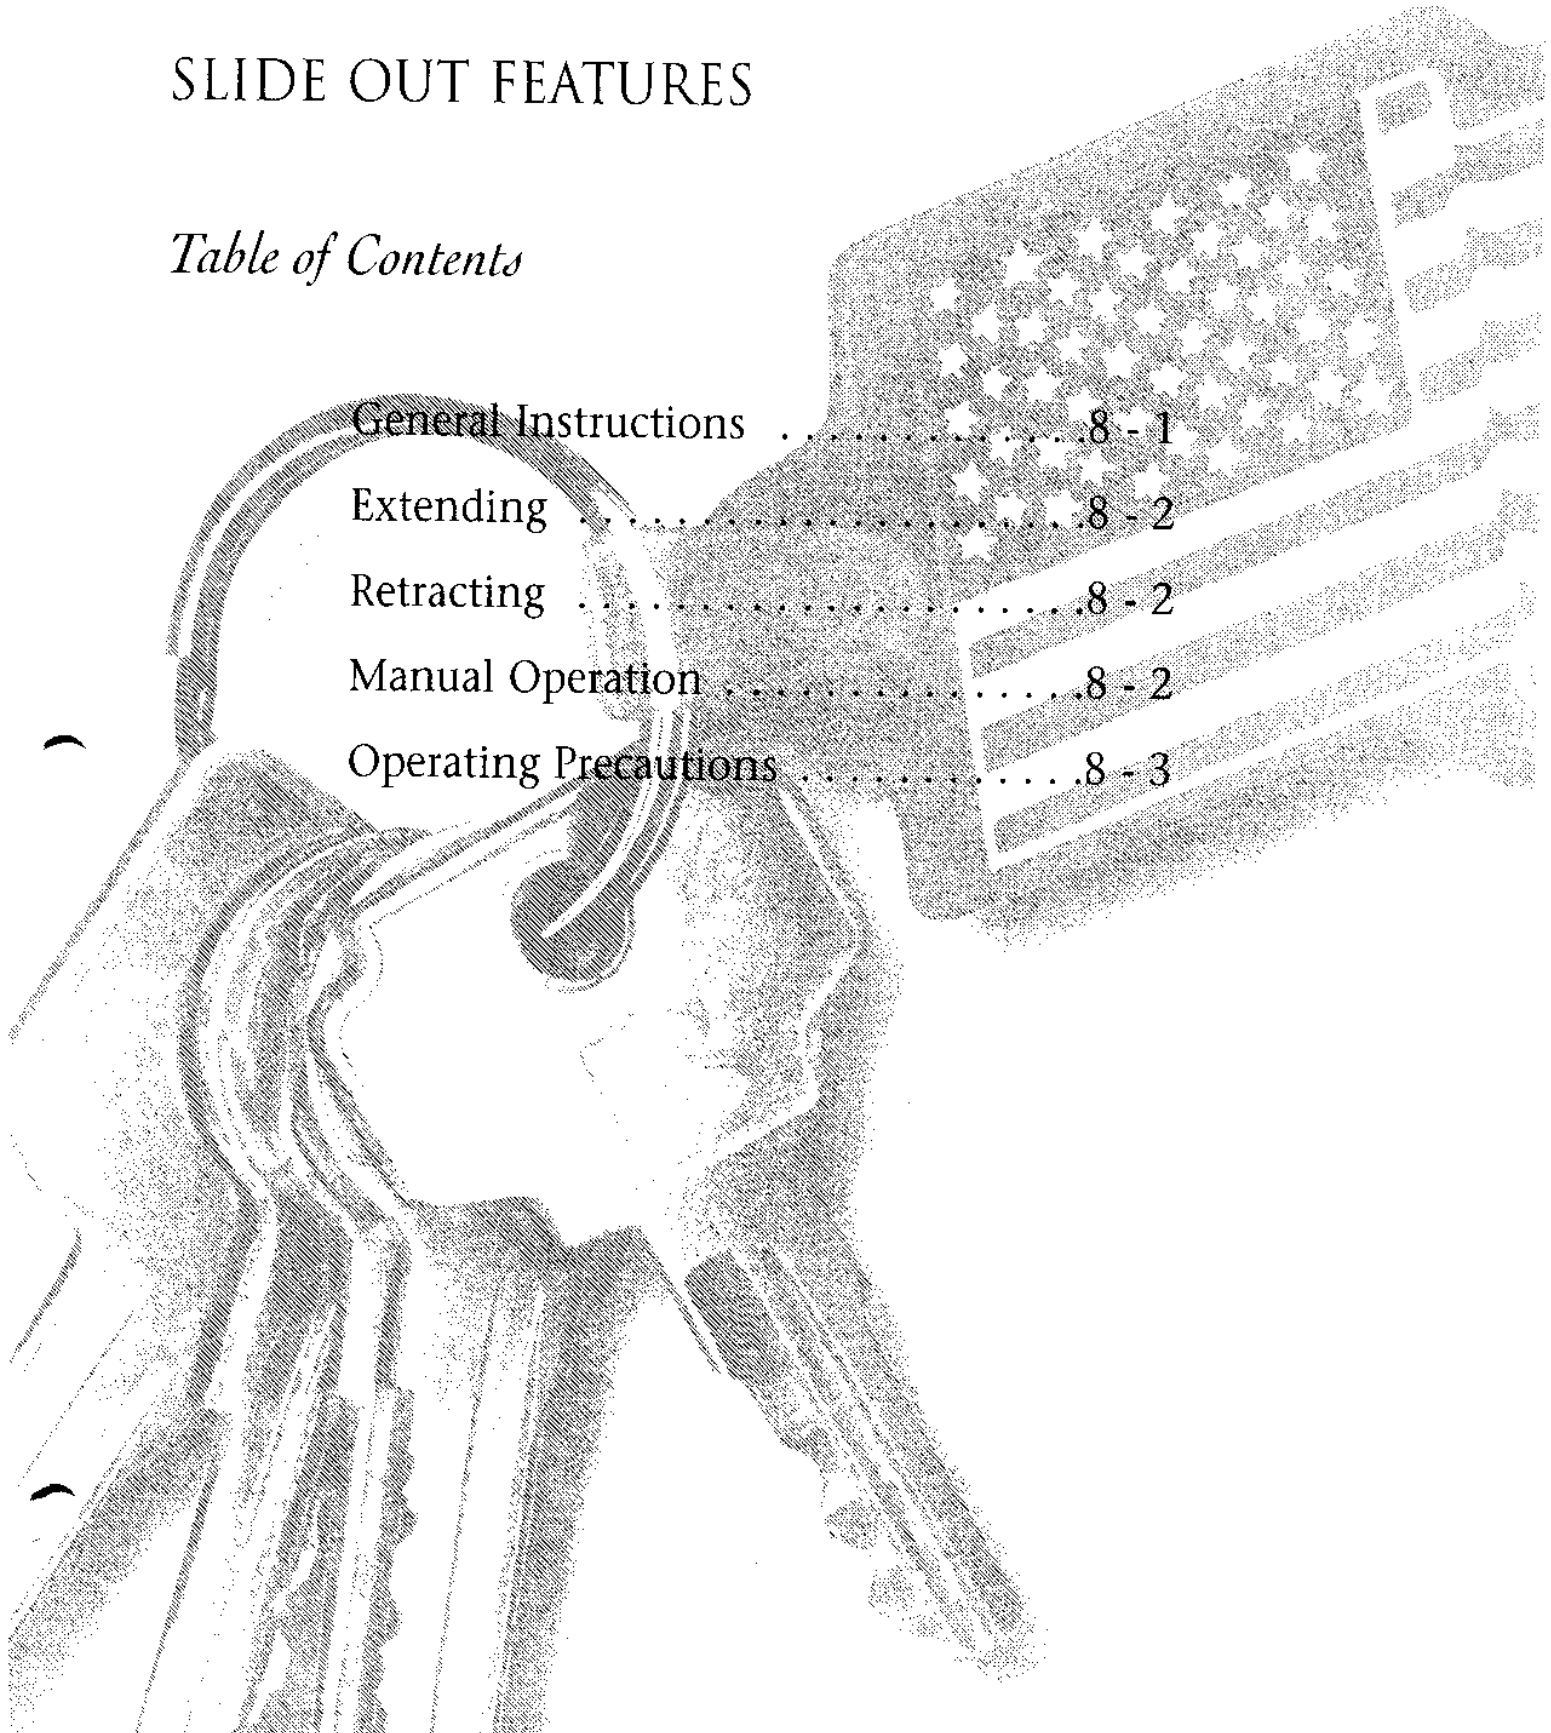 SLIDE OUT FEATURES
Table of Contents
General Instructions . . . . . . . . . . . . .8 - 1
Extending . . . . . . . . . . . . . . . . . . . . .8 - 2
Retracting . . . . . . . . . . . . . . . . . . . . .8 - 2
Manual Operation . . . . . . . . . . . . . . .8 - 2
Operating Precautions . . . . . . . . . . . .8 - 3